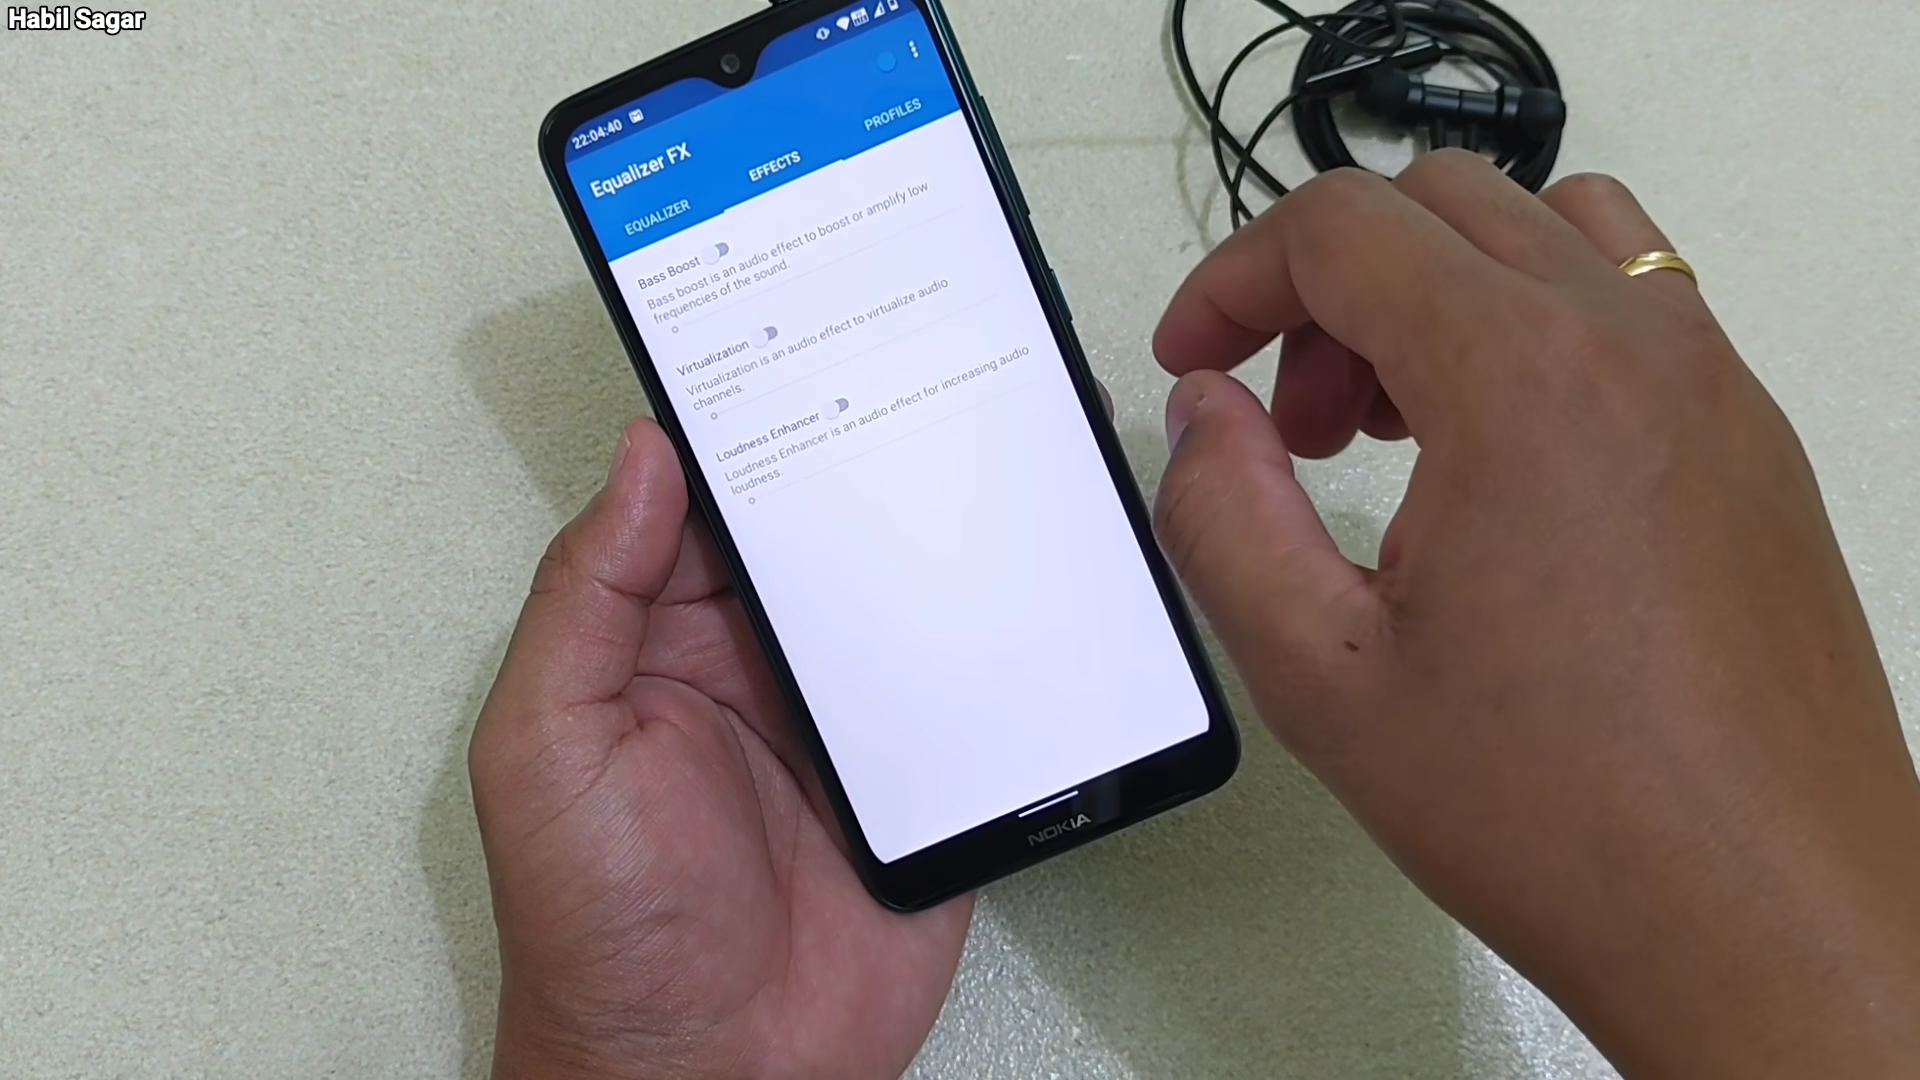 Habil Sagar
22:04:40
Equalizer FX
EQUALIZER
EFFECTS
PROFILES
Bass Boost
Bass boost is an audio effect to boost or amplify low
frequencies of the sound.
Virtualization
Virtualization is an audio effect to virtualize audio
channels.
Loudness Enhancer
Loudness Enhancer is an audio effect for increasing audio
loudness.
NOKIA